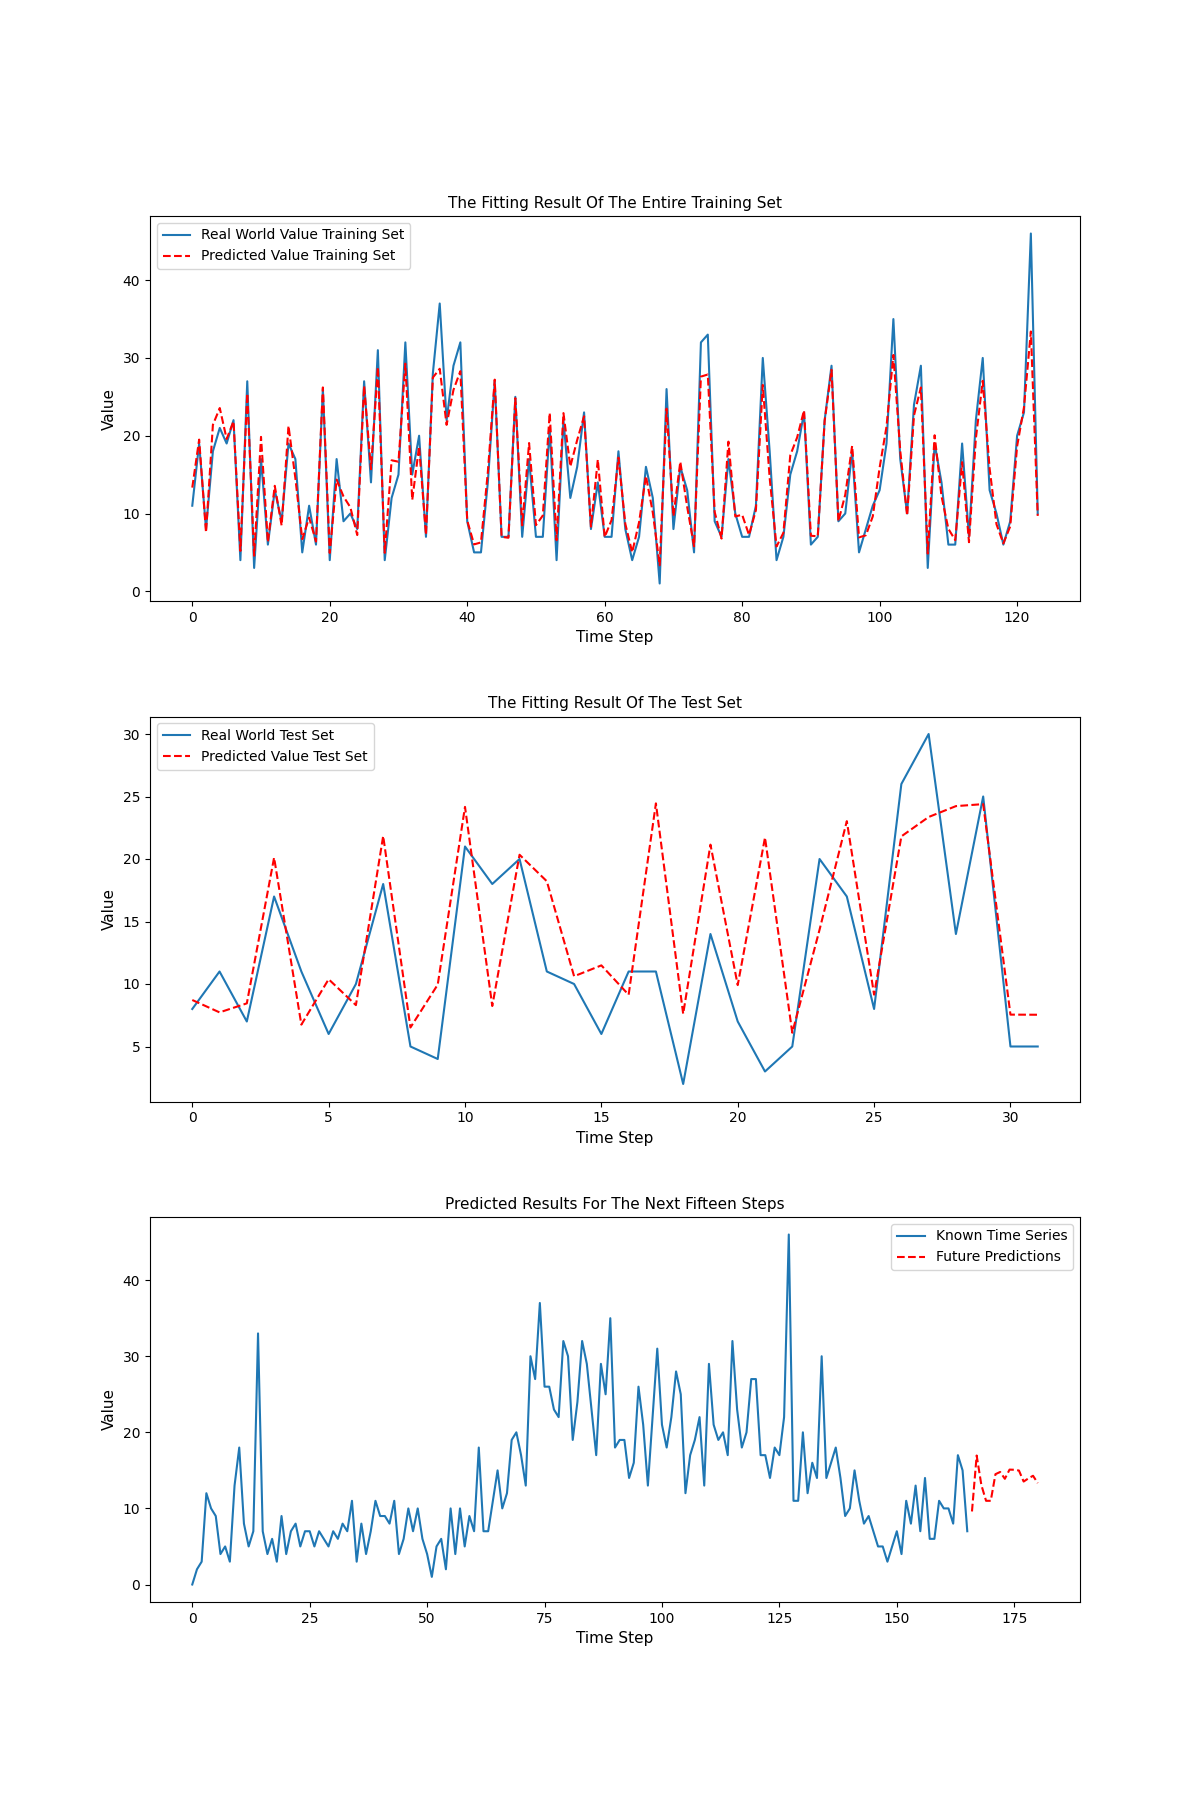 The Fitting Result Of The Entire Training Set
Real World Value Training Set
Predicted Value Training Set
Value
40
30
20
10
0
0 20 40 60 80 100 120
Time Step
The Fitting Result Of The Test Set
Real World Test Set
Predicted Value Test Set
Value
30
25
20
15
10
5
0 5 10 15 20 25 30
Time Step
Predicted Results For The Next Fifteen Steps
Known Time Series
Future Predictions
Value
40
30
20
10
0
0 25 50 75 100 125 150 175
Time Step